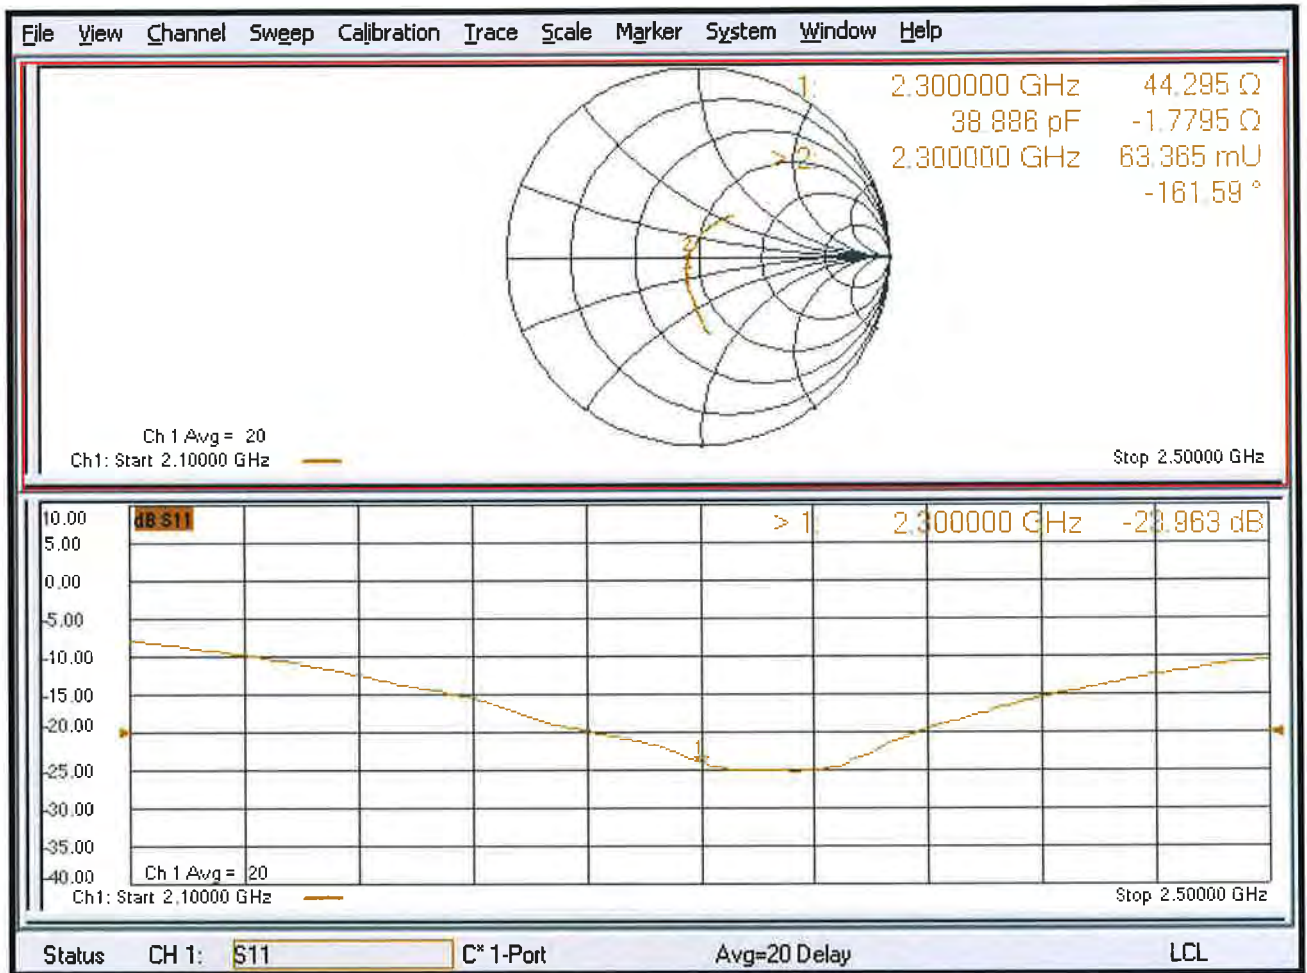 File View Channel Sweep Calibration Trace Scale Marker System Window Help
1: 2.300000 GHz 44.295 Ω
38.886 pF -1.7795 Ω
> 2: 2.300000 GHz 63.365 mU
-161.59 °
2
Ch 1 Avg = 20
Ch1: Start 2.10000 GHz
Stop 2.50000 GHz
10.00
dB S11
> 1: 2.300000 GHz -23.963 dB
5.00
0.00
-5.00
-10.00
-15.00
-20.00
1
-25.00
-30.00
-35.00
-40.00
Ch 1 Avg = 20
Ch1: Start 2.10000 GHz
Stop 2.50000 GHz
Status CH 1: S11 C* 1-Port Avg=20 Delay LCL